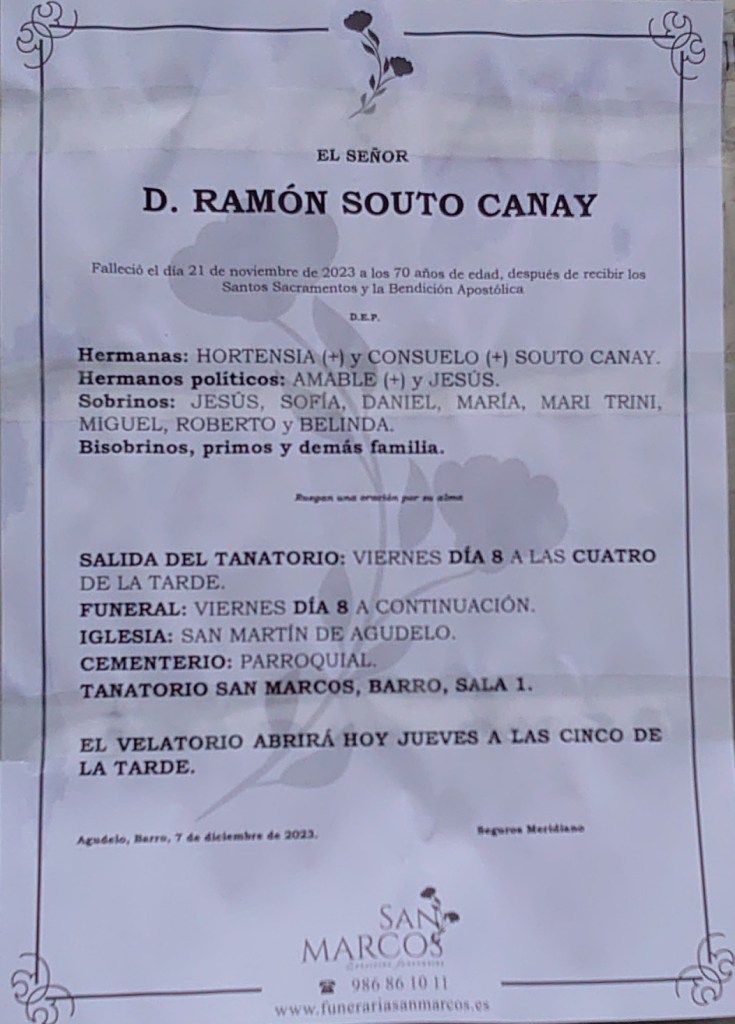 EL SEÑOR
D. RAMÓN SOUTO CANAY
Falleció el día 21 de noviembre de 2023 a los 70 años de edad, después de recibir los
Santos Sacramentos y la Bendición Apostólica
D.E.P.
Hermanas: HORTENSIA (+) y CONSUELO (+) SOUTO CANAY.
Hermanos políticos: AMABLE (+) y JESÚS.
Sobrinos: JESÚS, SOFÍA, DANIEL, MARÍA, MARI TRINI,
MIGUEL, ROBERTO y BELINDA.
Bisobrinos, primos y demás familia.
Ruegan una oración por su alma
SALIDA DEL TANATORIO: VIERNES DÍA 8 A LAS CUATRO
DE LA TARDE.
FUNERAL: VIERNES DÍA 8 A CONTINUACIÓN.
IGLESIA: SAN MARTÍN DE AGUDELO.
CEMENTERIO: PARROQUIAL.
TANATORIO SAN MARCOS, BARRO, SALA 1.
EL VELATORIO ABRIRÁ HOY JUEVES A LAS CINCO DE
LA TARDE.
Agudelo, Barro, 7 de diciembre de 2023. Seguros Meridiano
SAN
MARCOS
☎ 986 86 10 11
www.funerariasanmarcos.es